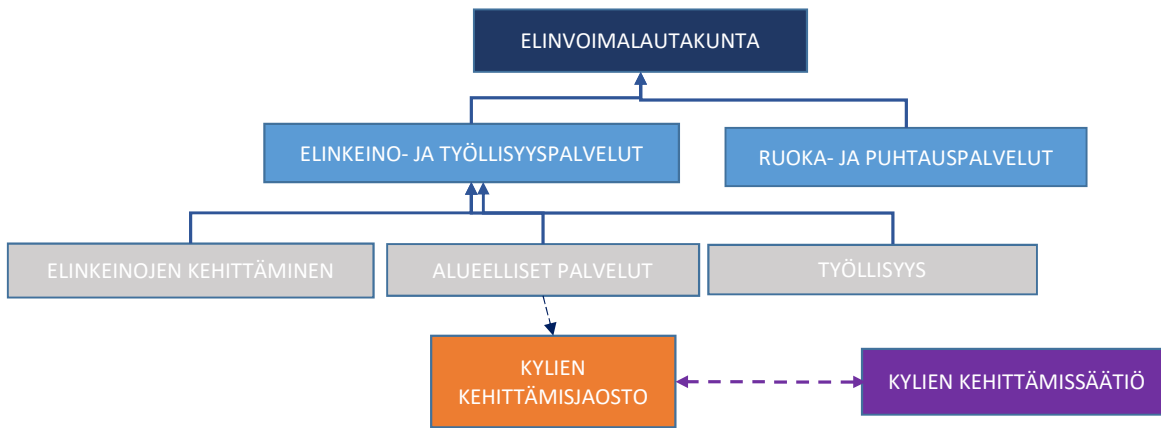 ELINVOIMALAUTAKUNTA
ELINKEINO- JA TYÖLLISYYSPALVELUT
RUOKA- JA PUHTAUSPALVELUT
ELINKEINOJEN KEHITTÄMINEN
ALUEELLISET PALVELUT
TYÖLLISYYS
KYLIEN
KEHITTÄMISJAOSTO
KYLIEN KEHITTÄMISSÄÄTIÖ